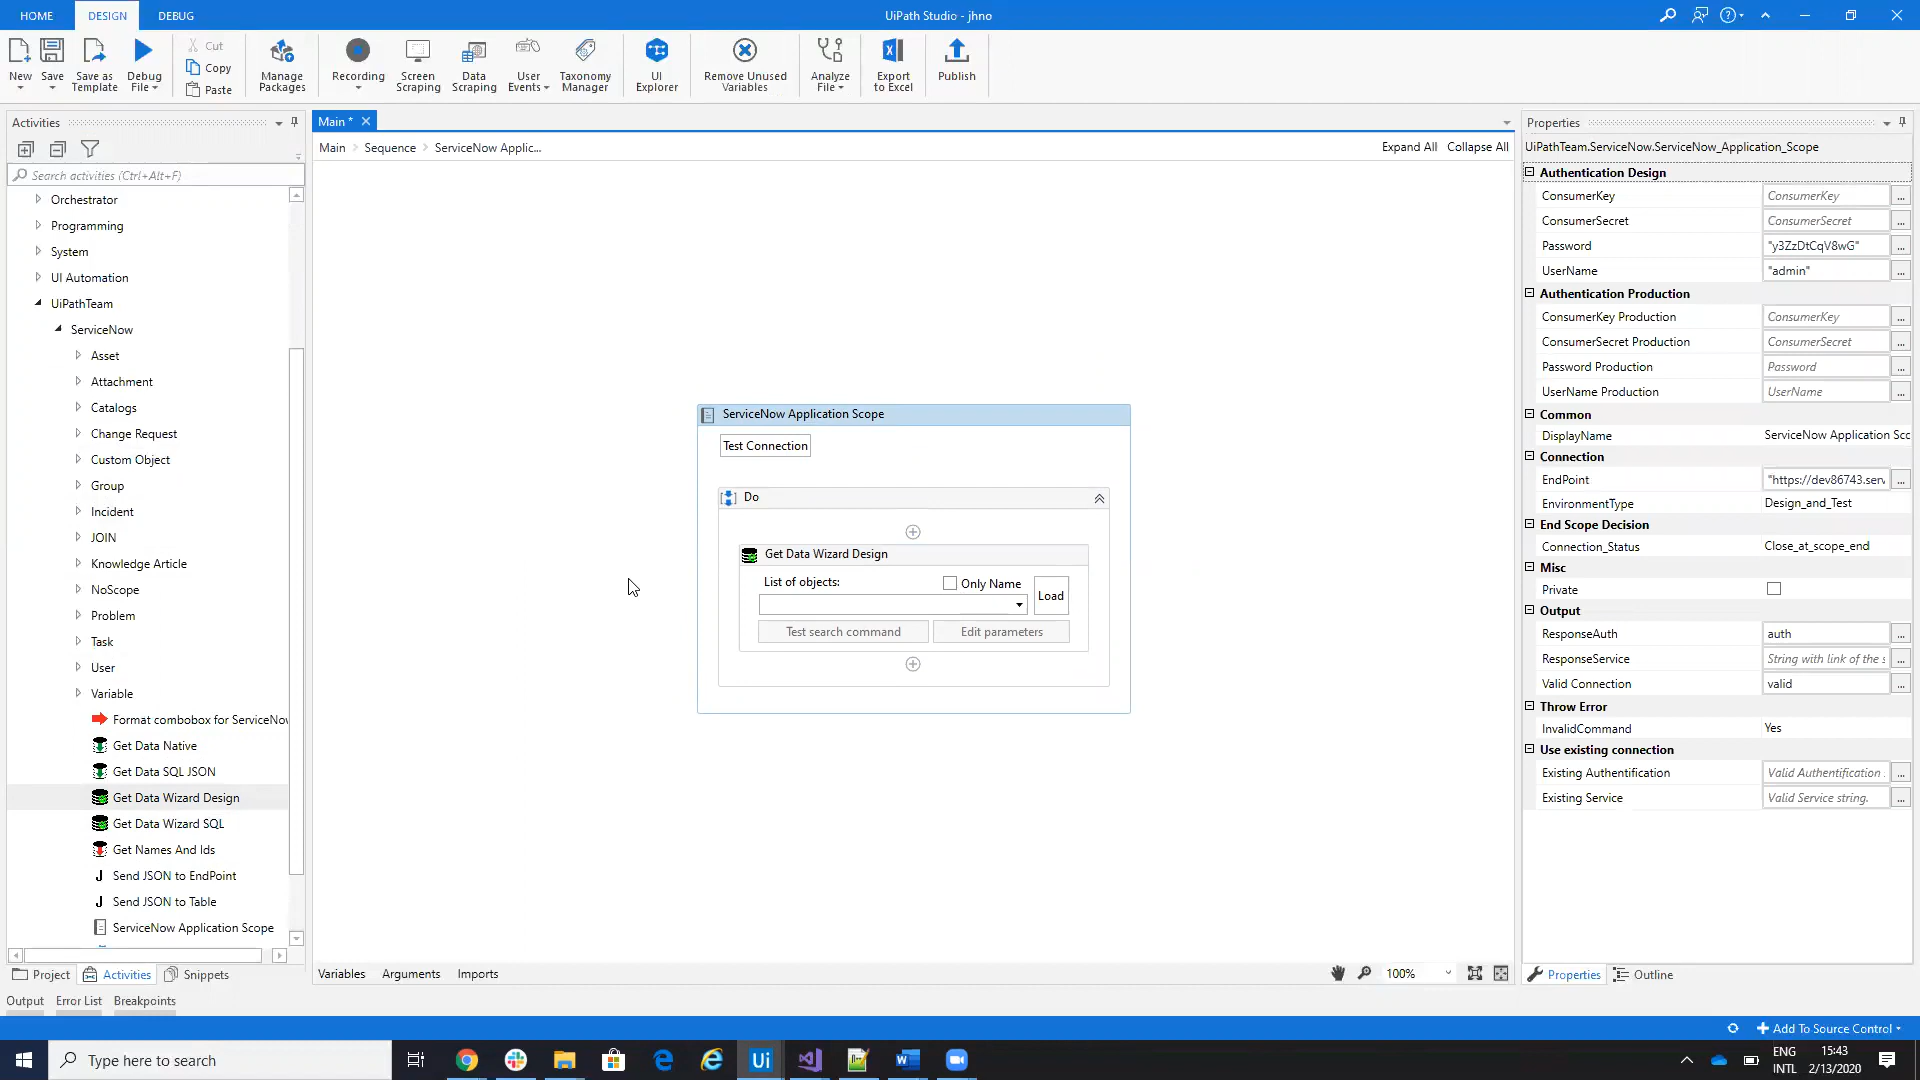 HOME DESIGN DEBUG UiPath Studio - jhno
New Save Save as Template Debug File Cut Copy Paste Manage Packages Recording Screen Scraping Data Scraping User Events Taxonomy Manager UI Explorer Remove Unused Variables Analyze File Export to Excel Publish
Activities
Search activities (Ctrl+Alt+F)
Orchestrator
Programming
System
UI Automation
UiPathTeam
ServiceNow
Asset
Attachment
Catalogs
Change Request
Custom Object
Group
Incident
JOIN
Knowledge Article
NoScope
Problem
Task
User
Variable
Format combobox for ServiceNow
Get Data Native
Get Data SQL JSON
Get Data Wizard Design
Get Data Wizard SQL
Get Names And Ids
Send JSON to EndPoint
Send JSON to Table
ServiceNow Application Scope
Project Activities Snippets
Main *
Main Sequence ServiceNow Applic... Expand All Collapse All
ServiceNow Application Scope
Test Connection
Do
Get Data Wizard Design
List of objects: Only Name Load
Test search command Edit parameters
Variables Arguments Imports 100%
Properties
UiPathTeam.ServiceNow.ServiceNow_Application_Scope
Authentication Design
ConsumerKey ConsumerKey ...
ConsumerSecret ConsumerSecret ...
Password "y3ZzDtCqV8wG" ...
UserName "admin" ...
Authentication Production
ConsumerKey Production ConsumerKey ...
ConsumerSecret Production ConsumerSecret ...
Password Production Password ...
UserName Production UserName ...
Common
DisplayName ServiceNow Application Scc
Connection
EndPoint "https://dev86743.serv ...
EnvironmentType Design_and_Test
End Scope Decision
Connection_Status Close_at_scope_end
Misc
Private
Output
ResponseAuth auth ...
ResponseService String with link of the s ...
Valid Connection valid ...
Throw Error
InvalidCommand Yes
Use existing connection
Existing Authentification Valid Authentification . ...
Existing Service Valid Service string. ...
Properties Outline
Output Error List Breakpoints
Add To Source Control
Type here to search
ENG
INTL
15:43
2/13/2020